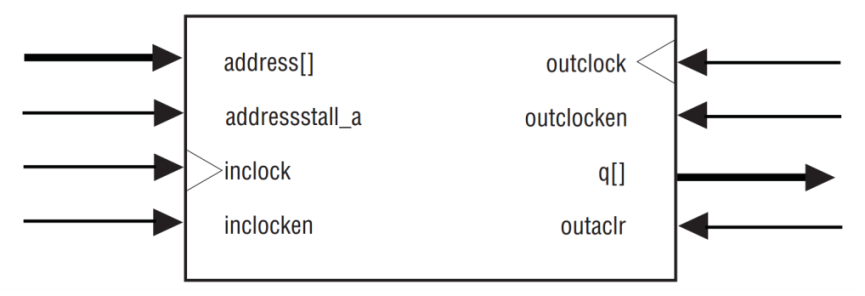 address[]
addressstall_a
inclock
inclocken
outclock
outclocken
q[]
outaclr